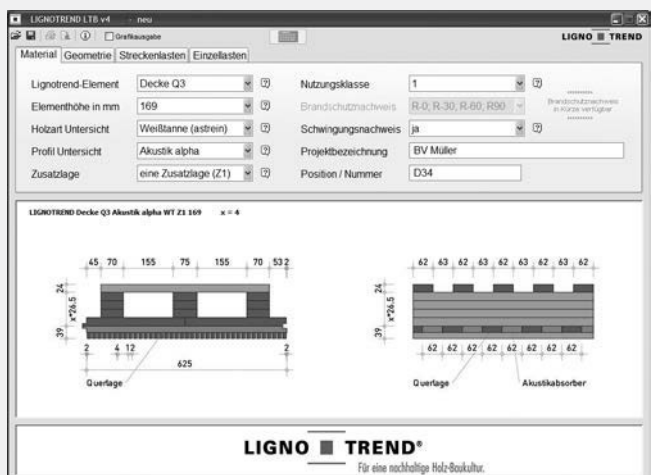 LIGNOTREND LTB v4 - neu
Grafikausgabe
LIGNO TREND
Material Geometrie Streckenlasten Einzellasten
Lignotrend-Element Decke Q3 Nutzungsklasse 1
Elementhöhe in mm 169 Brandschutznachweis R-0; R-30; R-60; R90
Brandschutznachweis
in Kürze verfügbar
Holzart Untersicht Weißtanne (astrein) Schwingungsnachweis ja
Profil Untersicht Akustik alpha Projektbezeichnung BV Müller
Zusatzlage eine Zusatzlage (Z1) Position / Nummer D34
LIGNOTREND Decke Q3 Akustik alpha WT Z1 169 x = 4
45 70 155 75 155 70 53 2
62 63 62 63 62 63 62 63 62
24
x*26.5
39
24
x*26.5
39
2 4 12 2
62 62 62 62 62 62 62
625
Querlage
Querlage Akustikabsorber
LIGNO TREND®
Für eine nachhaltige Holz-Baukultur.